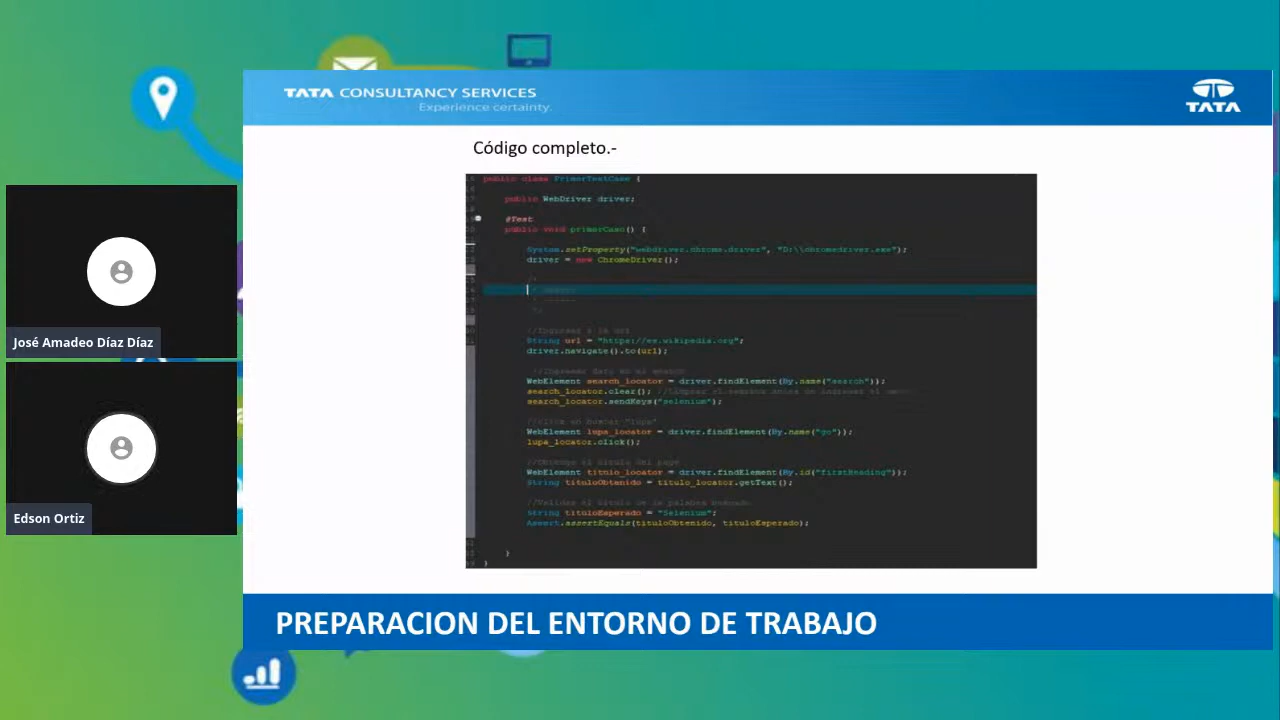 TATA CONSULTANCY SERVICES
Experience certainty.
TATA
Código completo.-
public class PrimerTestCase {
public WebDriver driver;
@Test
public void primerCaso() {
System.setProperty("webdriver.chrome.driver", "D:\\chromedriver.exe");
driver = new ChromeDriver();
/*
* ------
*/
//Ingresar a la url
String url = "https://es.wikipedia.org";
driver.navigate().to(url);
WebElement search_locator = driver.findElement(By.name("search"));
search_locator.clear();
search_locator.sendKeys("selenium");
WebElement lupa_locator = driver.findElement(By.name("go"));
lupa_locator.click();
WebElement titulo_locator = driver.findElement(By.id("firstHeading"));
String tituloObtenido = titulo_locator.getText();
String tituloEsperado = "Selenium";
Assert.assertEquals(tituloObtenido, tituloEsperado);
}
}
José Amadeo Díaz Díaz
Edson Ortiz
PREPARACION DEL ENTORNO DE TRABAJO